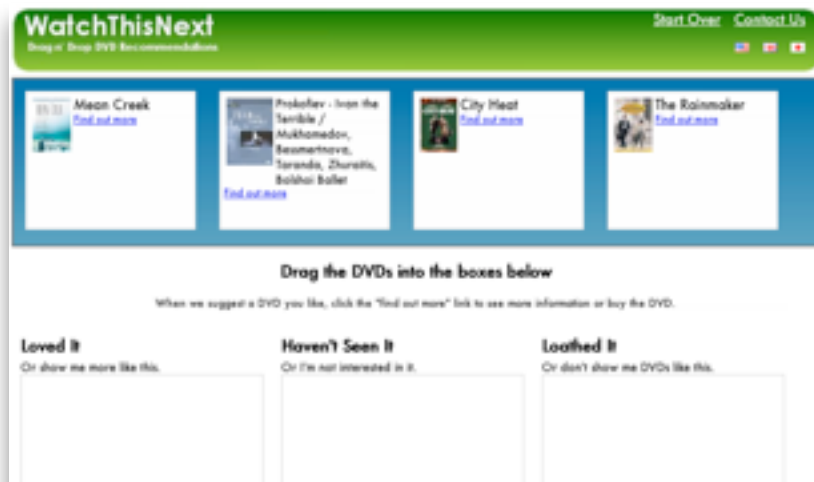 WatchThisNext
Start Over Contact Us
Drag n' Drop DVD Recommendations
Mean Creek
Find out more
Prokofiev - Ivan the
Terrible /
Mukhamedov,
Bessmertnova,
Taranda, Zhuraitis,
Bolshoi Ballet
Find out more
City Heat
Find out more
The Rainmaker
Find out more
Drag the DVDs into the boxes below
When we suggest a DVD you like, click the "find out more" link to see more information or buy the DVD.
Loved It
Or show me more like this.
Haven't Seen It
Or I'm not interested in it.
Loathed It
Or don't show me DVDs like this.